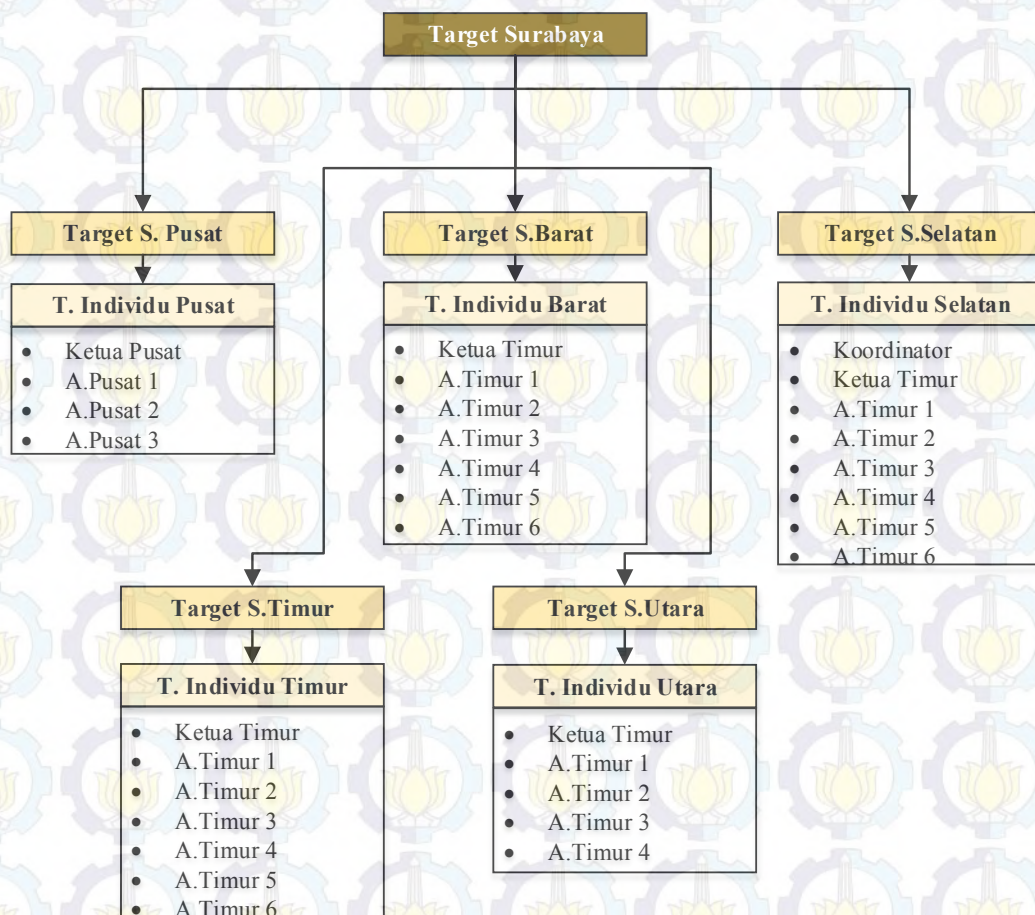 Target Surabaya
Target S. Pusat
T. Individu Pusat
Ketua Pusat
A.Pusat 1
A.Pusat 2
A.Pusat 3
Target S.Barat
T. Individu Barat
Ketua Timur
A.Timur 1
A.Timur 2
A.Timur 3
A.Timur 4
A.Timur 5
A.Timur 6
Target S.Selatan
T. Individu Selatan
Koordinator
Ketua Timur
A.Timur 1
A.Timur 2
A.Timur 3
A.Timur 4
A.Timur 5
A.Timur 6
Target S.Timur
T. Individu Timur
Ketua Timur
A.Timur 1
A.Timur 2
A.Timur 3
A.Timur 4
A.Timur 5
A.Timur 6
Target S.Utara
T. Individu Utara
Ketua Timur
A.Timur 1
A.Timur 2
A.Timur 3
A.Timur 4